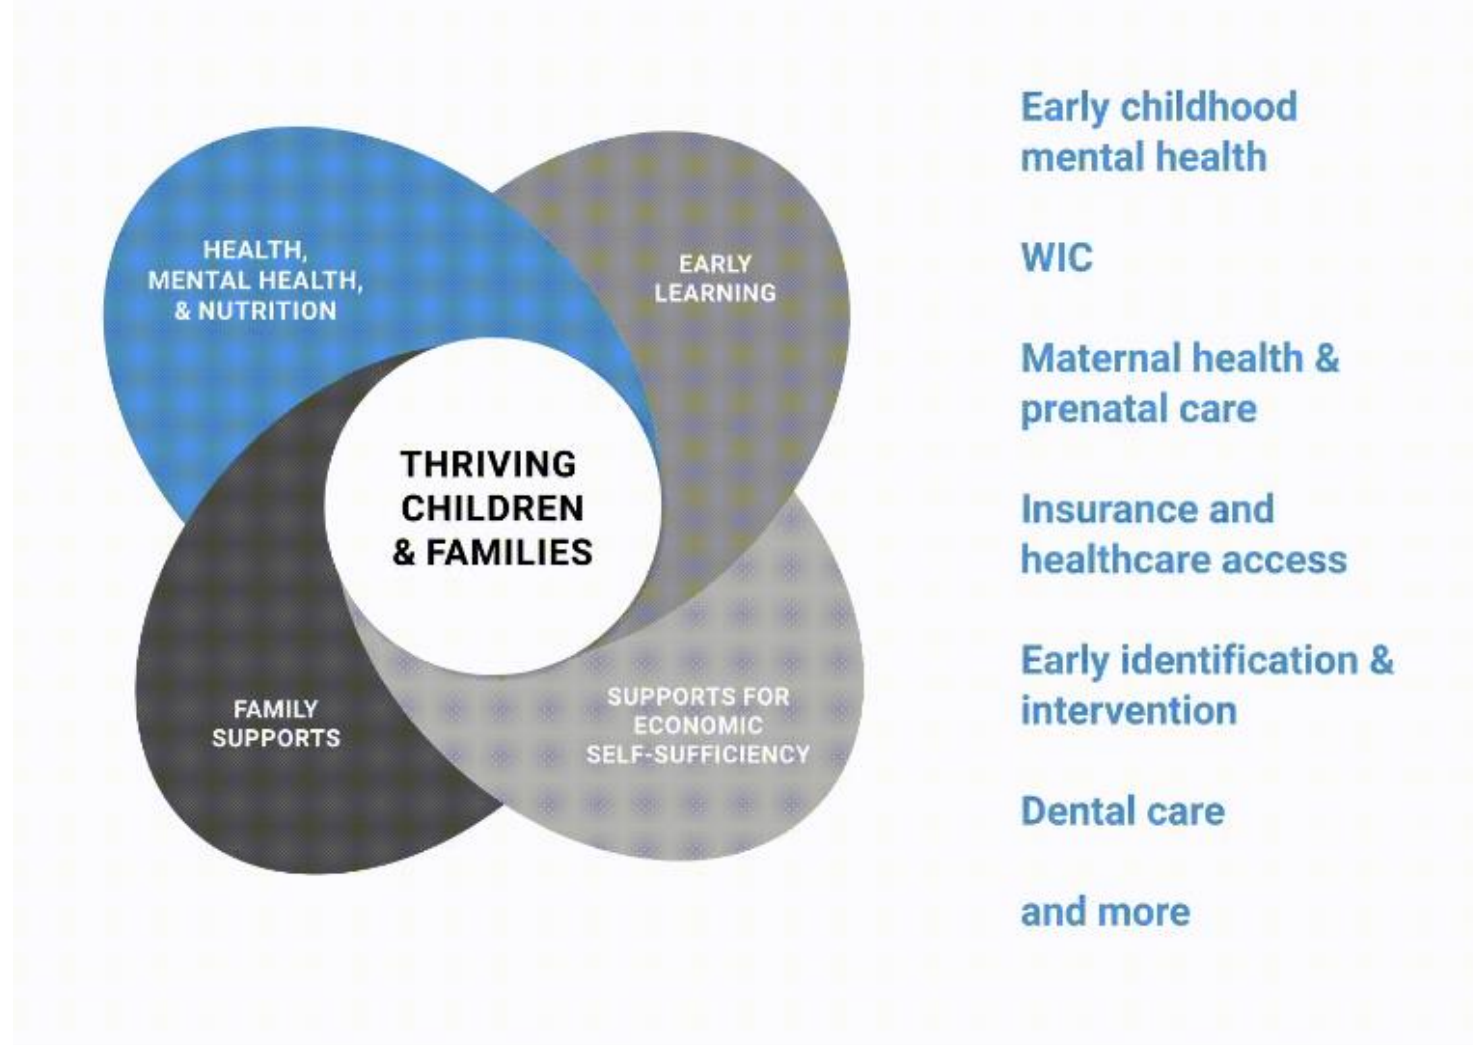 HEALTH,
MENTAL HEALTH,
& NUTRITION
EARLY
LEARNING
THRIVING
CHILDREN
& FAMILIES
FAMILY
SUPPORTS
SUPPORTS FOR
ECONOMIC
SELF-SUFFICIENCY
Early childhood
mental health
WIC
Maternal health &
prenatal care
Insurance and
healthcare access
Early identification &
intervention
Dental care
and more